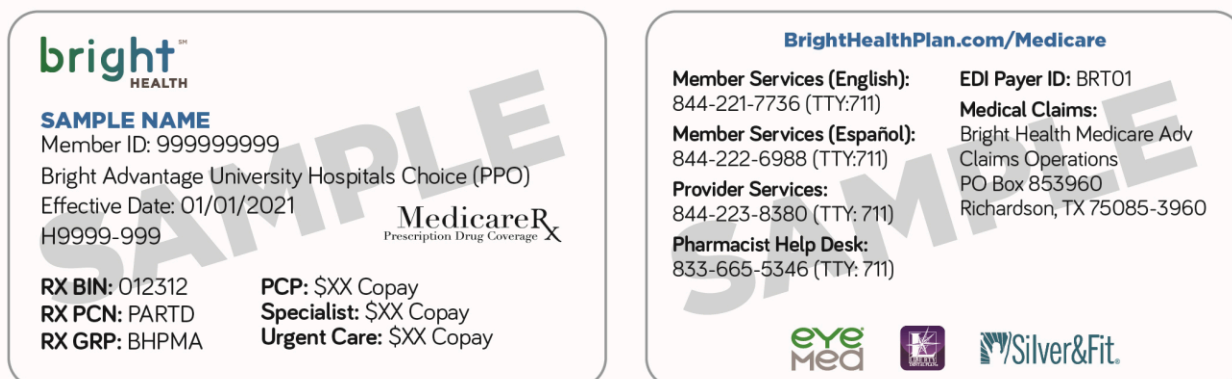 bright℠
HEALTH
SAMPLE
SAMPLE NAME
Member ID: 999999999
Bright Advantage University Hospitals Choice (PPO)
Effective Date: 01/01/2021
H9999-999
MedicareRx
Prescription Drug Coverage
RX BIN: 012312
RX PCN: PARTD
RX GRP: BHPMA
PCP: $XX Copay
Specialist: $XX Copay
Urgent Care: $XX Copay
BrightHealthPlan.com/Medicare
SAMPLE
Member Services (English):
844-221-7736 (TTY:711)
Member Services (Español):
844-222-6988 (TTY:711)
Provider Services:
844-223-8380 (TTY: 711)
Pharmacist Help Desk:
833-665-5346 (TTY: 711)
EDI Payer ID: BRT01
Medical Claims:
Bright Health Medicare Adv
Claims Operations
PO Box 853960
Richardson, TX 75085-3960
eye
Med
L
Silver&Fit.